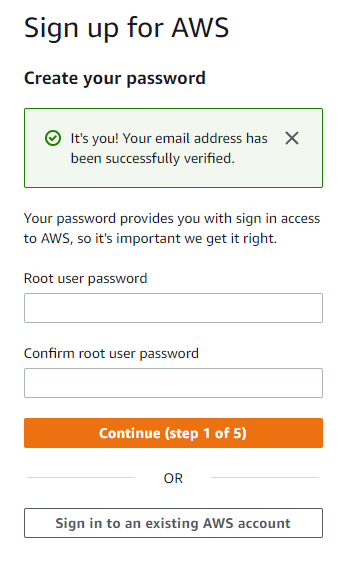 Sign up for AWS
Create your password
It's you! Your email address has
been successfully verified.
Your password provides you with sign in access
to AWS, so it's important we get it right.
Root user password
Confirm root user password
Continue (step 1 of 5)
OR
Sign in to an existing AWS account